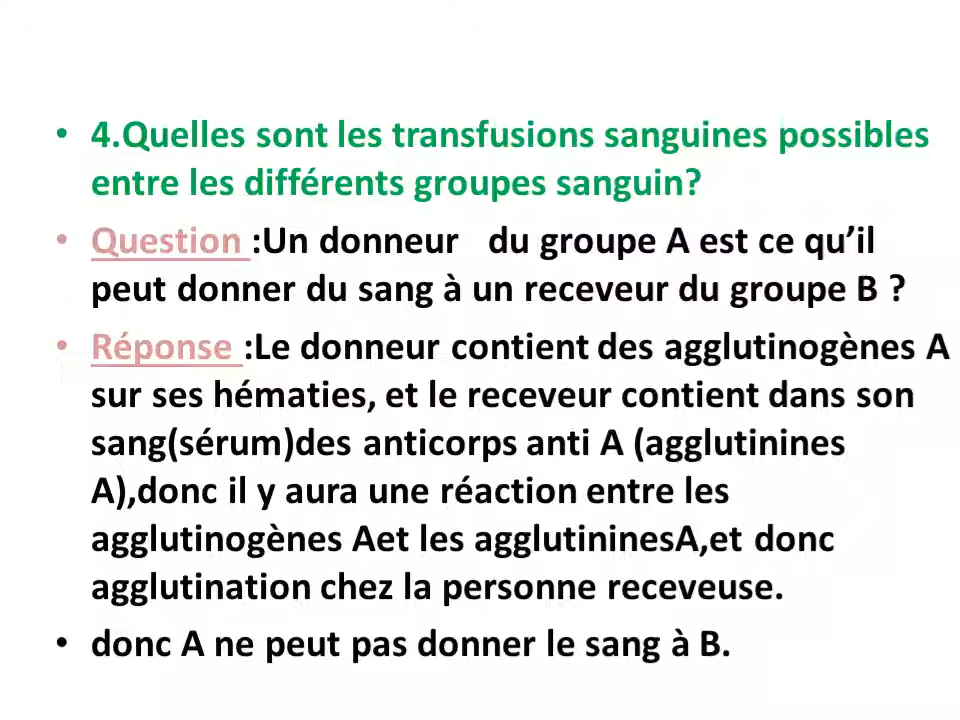 • 4.Quelles sont les transfusions sanguines possibles
entre les différents groupes sanguin?
• Question :Un donneur du groupe A est ce qu’il
peut donner du sang à un receveur du groupe B ?
• Réponse :Le donneur contient des agglutinogènes A
sur ses hématies, et le receveur contient dans son
sang(sérum)des anticorps anti A (agglutinines
A),donc il y aura une réaction entre les
agglutinogènes Aet les agglutininesA,et donc
agglutination chez la personne receveuse.
• donc A ne peut pas donner le sang à B.